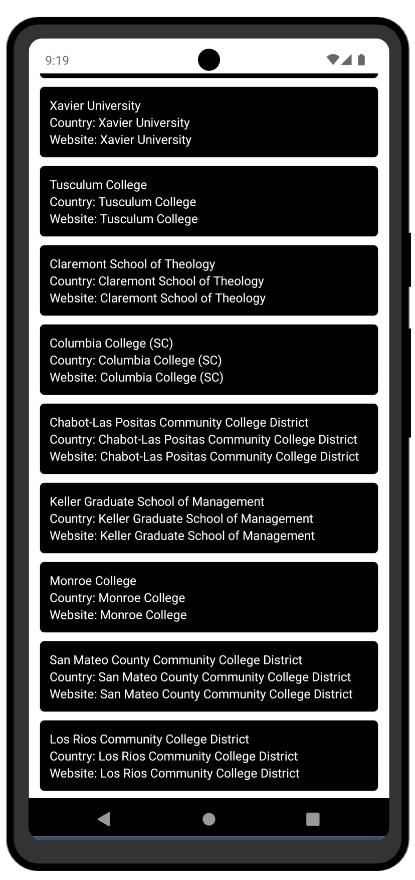 9:19
Xavier University
Country: Xavier University
Website: Xavier University
Tusculum College
Country: Tusculum College
Website: Tusculum College
Claremont School of Theology
Country: Claremont School of Theology
Website: Claremont School of Theology
Columbia College (SC)
Country: Columbia College (SC)
Website: Columbia College (SC)
Chabot-Las Positas Community College District
Country: Chabot-Las Positas Community College District
Website: Chabot-Las Positas Community College District
Keller Graduate School of Management
Country: Keller Graduate School of Management
Website: Keller Graduate School of Management
Monroe College
Country: Monroe College
Website: Monroe College
San Mateo County Community College District
Country: San Mateo County Community College District
Website: San Mateo County Community College District
Los Rios Community College District
Country: Los Rios Community College District
Website: Los Rios Community College District